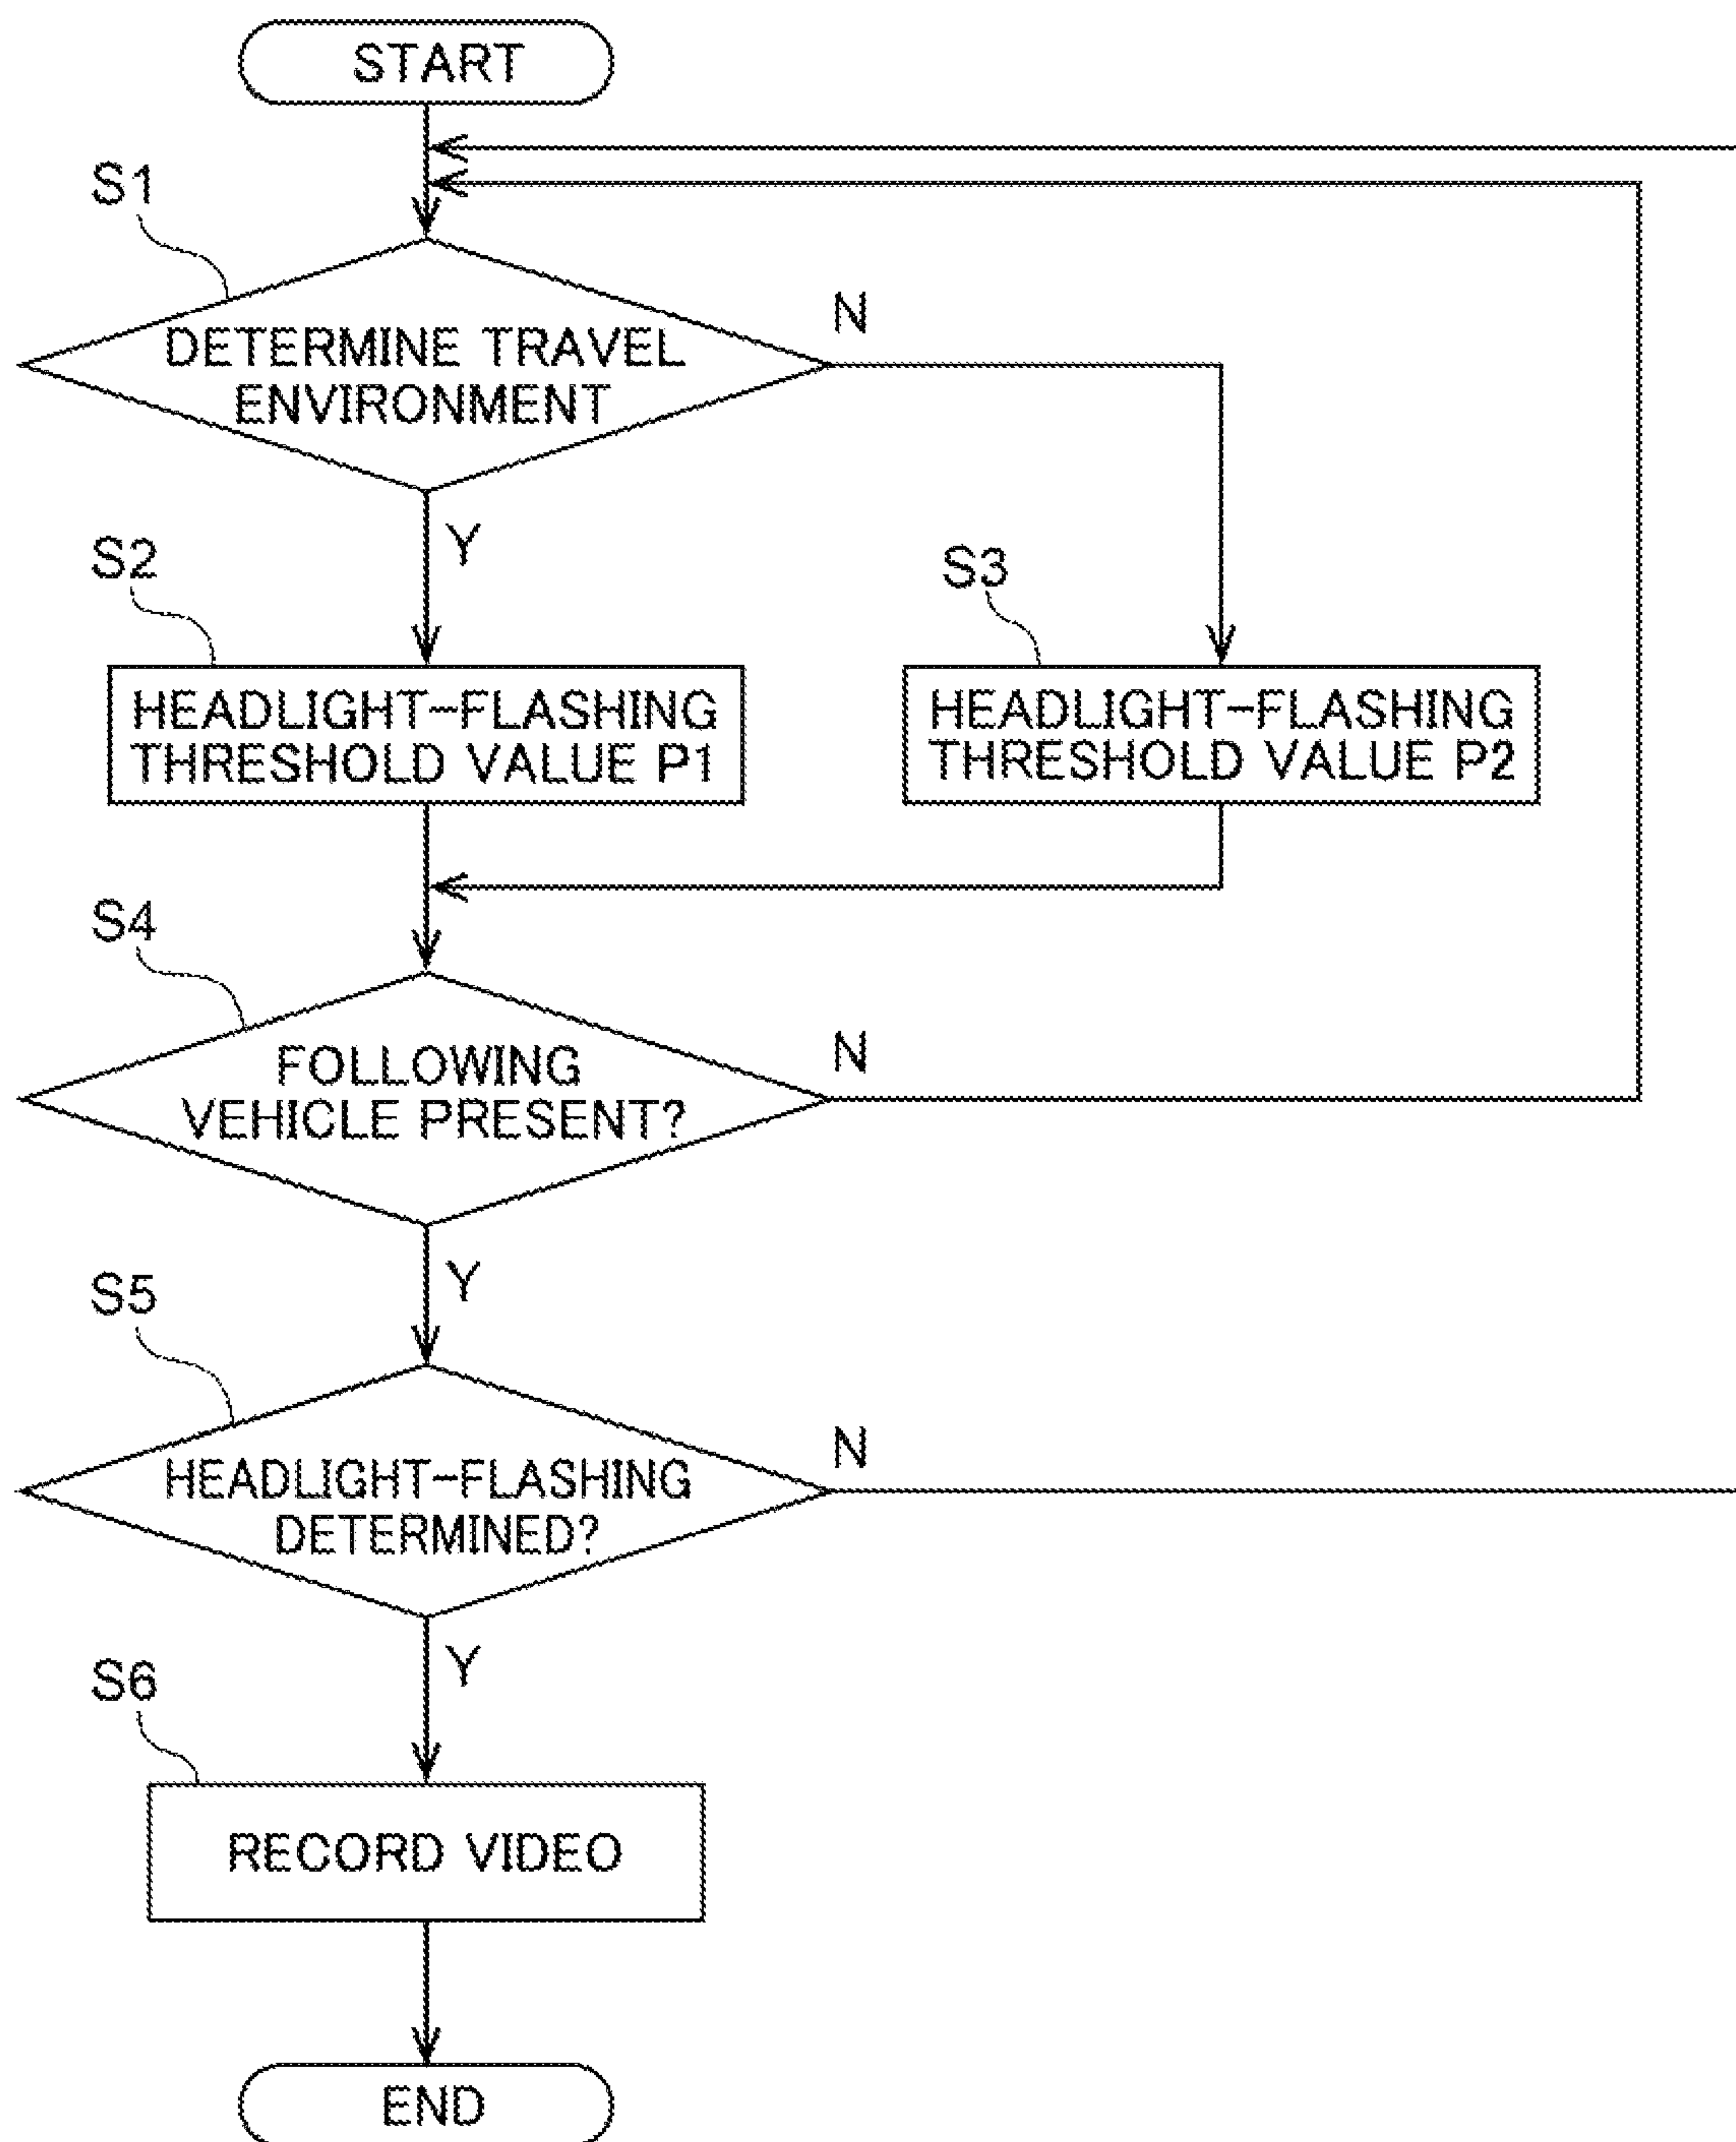 START
S1
DETERMINE TRAVEL
ENVIRONMENT
N
Y
S2
HEADLIGHT-FLASHING
THRESHOLD VALUE P1
S3
HEADLIGHT-FLASHING
THRESHOLD VALUE P2
S4
FOLLOWING
VEHICLE PRESENT?
N
Y
S5
HEADLIGHT-FLASHING
DETERMINED?
N
Y
S6
RECORD VIDEO
END